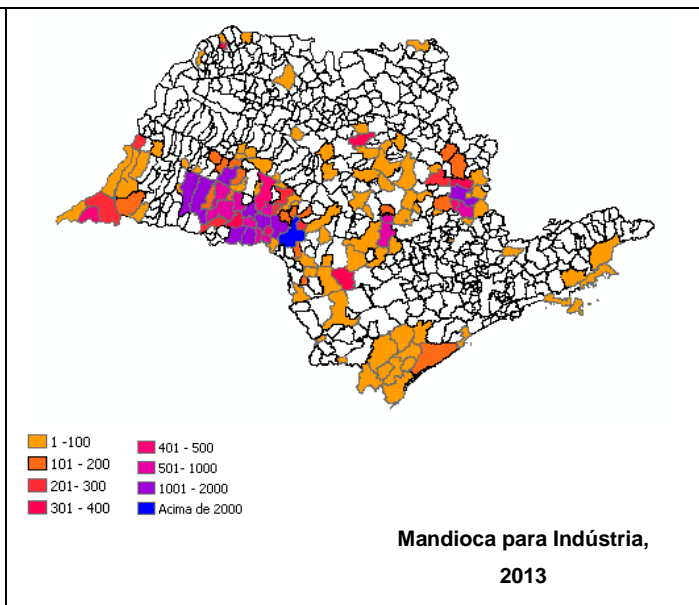 1 -100
101 - 200
201- 300
301 - 400
401 - 500
501- 1000
1001 - 2000
Acima de 2000
Mandioca para Indústria,
2013